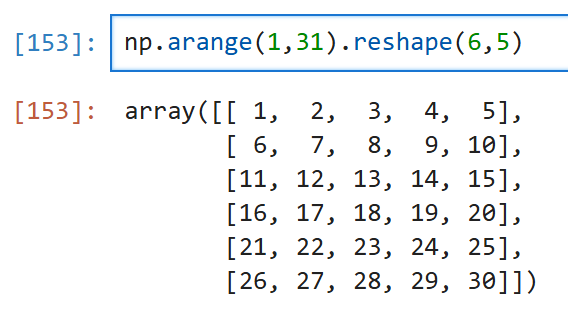 [153]: np.arange(1,31).reshape(6,5)
[153]: array([[ 1,  2,  3,  4,  5],
       [ 6,  7,  8,  9, 10],
       [11, 12, 13, 14, 15],
       [16, 17, 18, 19, 20],
       [21, 22, 23, 24, 25],
       [26, 27, 28, 29, 30]])